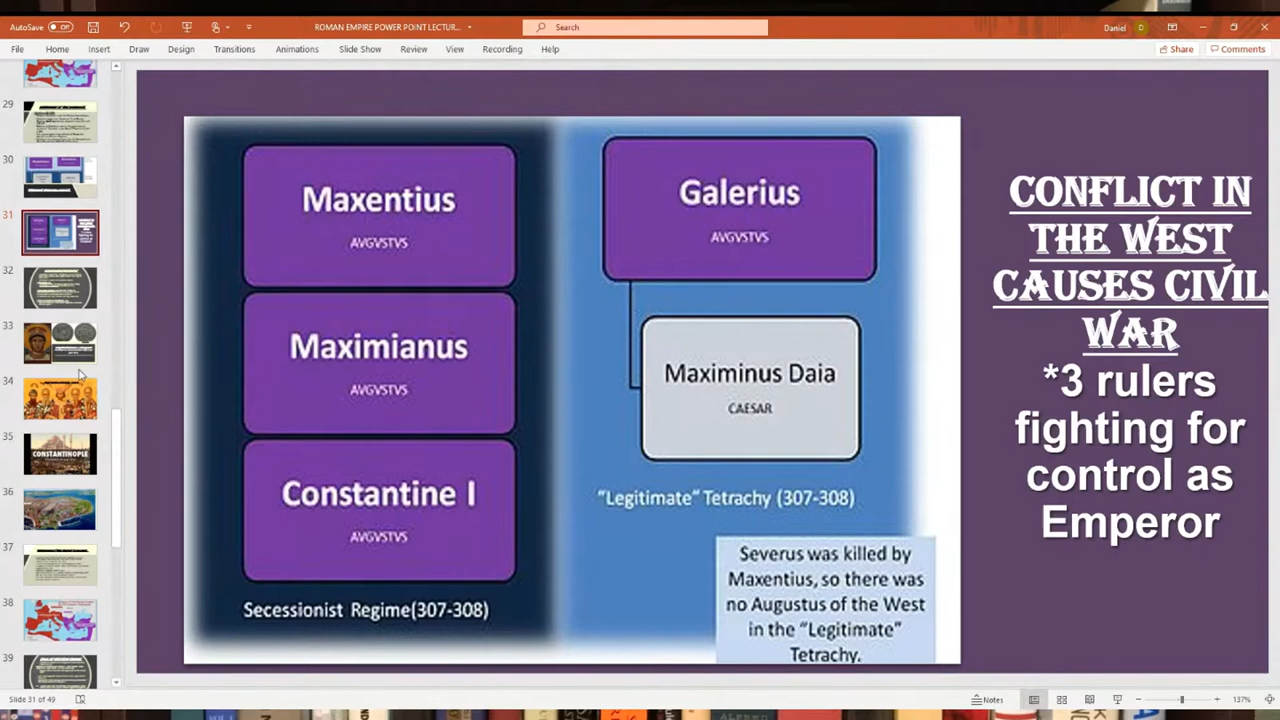 AutoSave Off
ROMAN EMPIRE POWER POINT LECTUR...
Search
Daniel D
File Home Insert Draw Design Transitions Animations Slide Show Review View Recording Help
Share Comments
29
30
31
32
33
34
35
36
37
38
39
CONSTANTINOPLE
Maxentius
AVGVSTVS
Maximianus
AVGVSTVS
Constantine I
AVGVSTVS
Secessionist Regime(307-308)
Galerius
AVGVSTVS
Maximinus Daia
CAESAR
"Legitimate" Tetrachy (307-308)
Severus was killed by
Maxentius, so there was
no Augustus of the West
in the "Legitimate"
Tetrachy.
CONFLICT IN
THE WEST
CAUSES CIVIL
WAR
*3 rulers
fighting for
control as
Emperor
Slide 31 of 49
Notes
137%